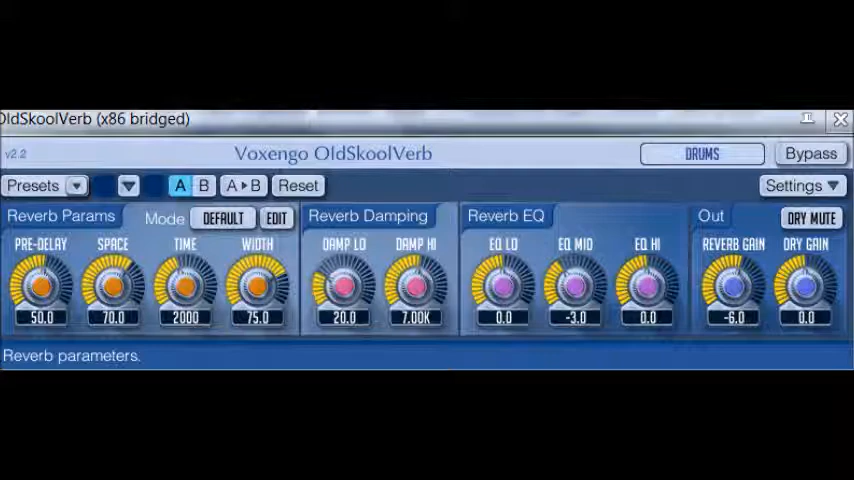 OldSkoolVerb (x86 bridged)
v2.2 Voxengo OldSkoolVerb DRUMS Bypass
Presets A B A▸B Reset Settings
Reverb Params Mode DEFAULT EDIT Reverb Damping Reverb EQ Out DRY MUTE
PRE-DELAY SPACE TIME WIDTH DAMP LO DAMP HI EQ LO EQ MID EQ HI REVERB GAIN DRY GAIN
50.0 70.0 2000 75.0 20.0 7.00K 0.0 -3.0 0.0 -6.0 0.0
Reverb parameters.